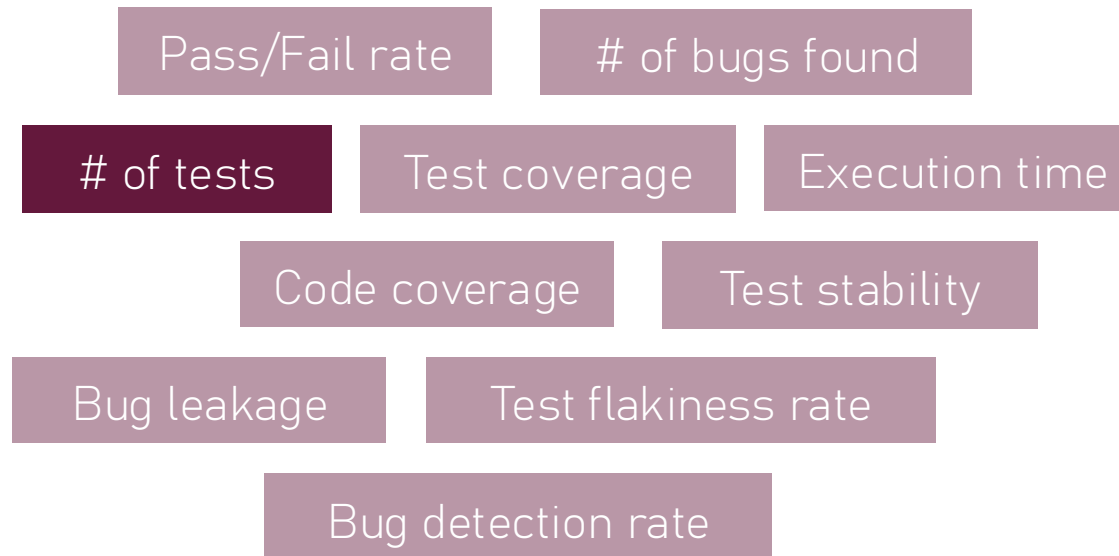 Pass/Fail rate
# of bugs found
# of tests
Test coverage
Execution time
Code coverage
Test stability
Bug leakage
Test flakiness rate
Bug detection rate